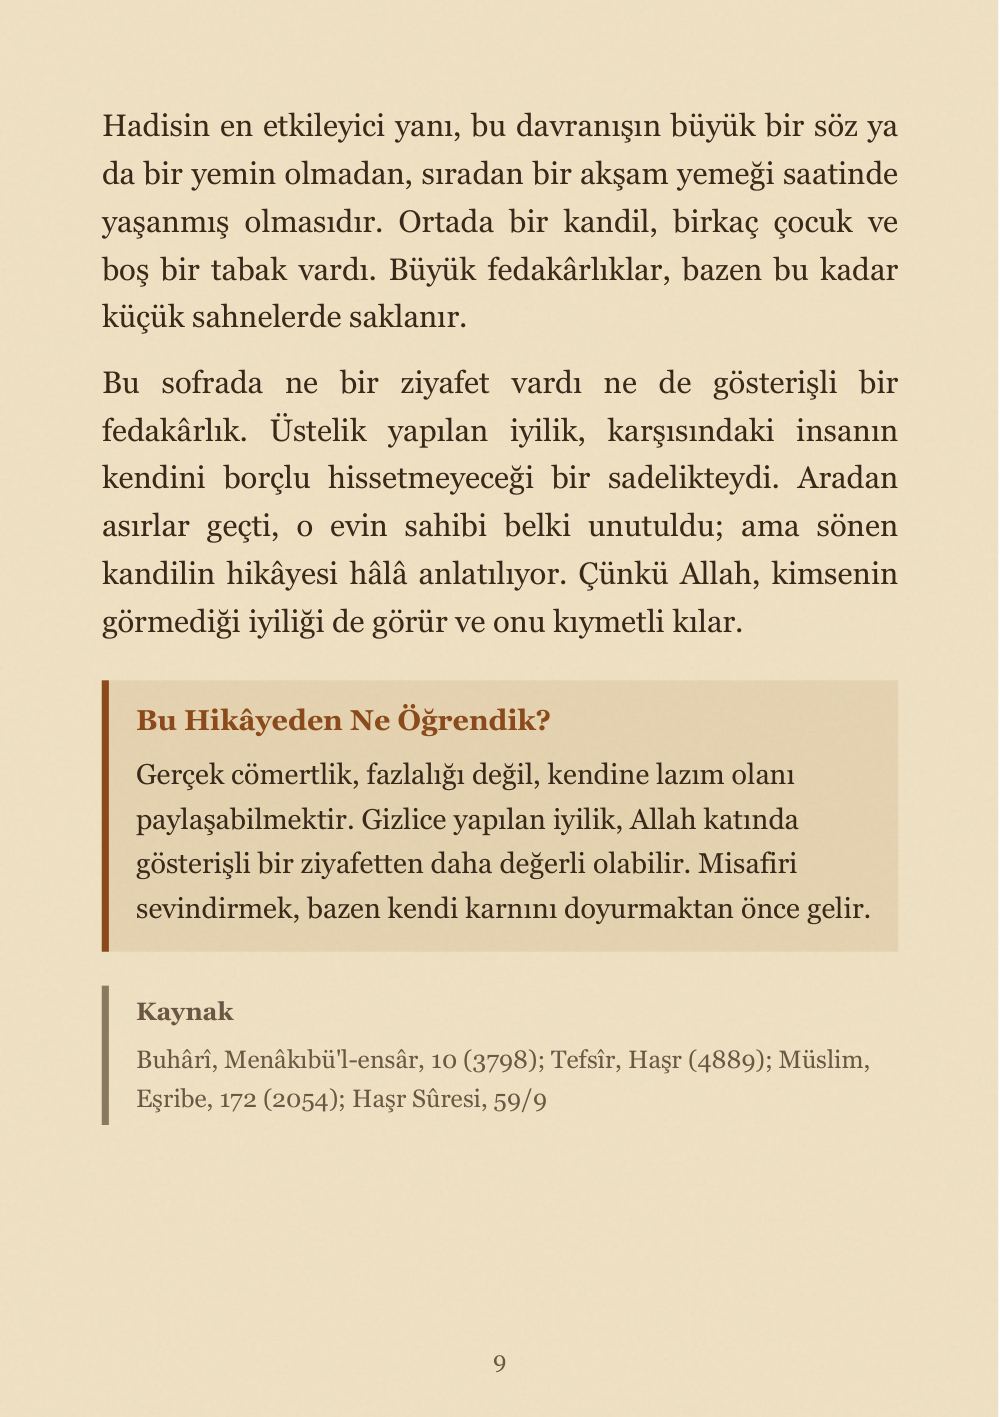 Hadisin en etkileyici yanı, bu davranışın büyük bir söz ya
da bir yemin olmadan, sıradan bir akşam yemeği saatinde
yaşanmış olmasıdır. Ortada bir kandil, birkaç çocuk ve
boş bir tabak vardı. Büyük fedakârlıklar, bazen bu kadar
küçük sahnelerde saklanır.
Bu sofrada ne bir ziyafet vardı ne de gösterişli bir
fedakârlık. Üstelik yapılan iyilik, karşısındaki insanın
kendini borçlu hissetmeyeceği bir sadelikteydi. Aradan
asırlar geçti, o evin sahibi belki unutuldu; ama sönen
kandilin hikâyesi hâlâ anlatılıyor. Çünkü Allah, kimsenin
görmediği iyiliği de görür ve onu kıymetli kılar.
Bu Hikâyeden Ne Öğrendik?
Gerçek cömertlik, fazlalığı değil, kendine lazım olanı
paylaşabilmektir. Gizlice yapılan iyilik, Allah katında
gösterişli bir ziyafetten daha değerli olabilir. Misafiri
sevindirmek, bazen kendi karnını doyurmaktan önce gelir.
Kaynak
Buhârî, Menâkıbü'l-ensâr, 10 (3798); Tefsîr, Haşr (4889); Müslim,
Eşribe, 172 (2054); Haşr Sûresi, 59/9
9